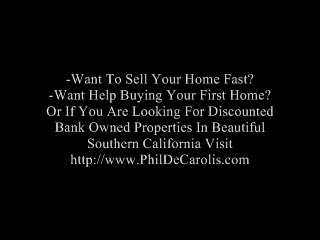 -Want To Sell Your Home Fast?
-Want Help Buying Your First Home?
Or If You Are Looking For Discounted
Bank Owned Properties In Beautiful
Southern California Visit
http://www.PhilDeCarolis.com